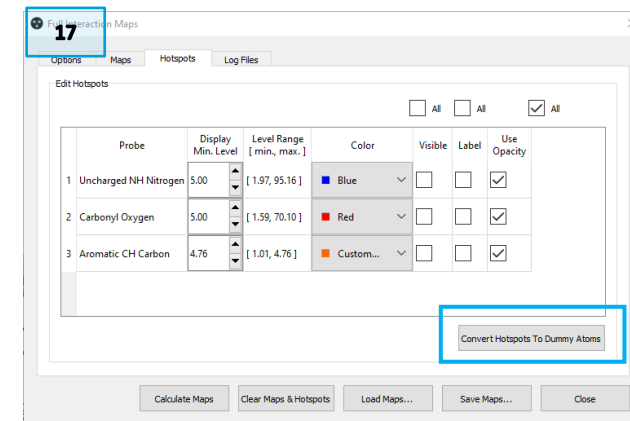 Full Interaction Maps
17
Options Maps Hotspots Log Files
Edit Hotspots
All All All
Probe Display Min. Level Level Range [ min., max. ] Color Visible Label Use Opacity
1 Uncharged NH Nitrogen 5.00 [ 1.97, 95.16 ] Blue
2 Carbonyl Oxygen 5.00 [ 1.59, 70.10 ] Red
3 Aromatic CH Carbon 4.76 [ 1.01, 4.76 ] Custom...
Convert Hotspots To Dummy Atoms
Calculate Maps Clear Maps & Hotspots Load Maps... Save Maps... Close